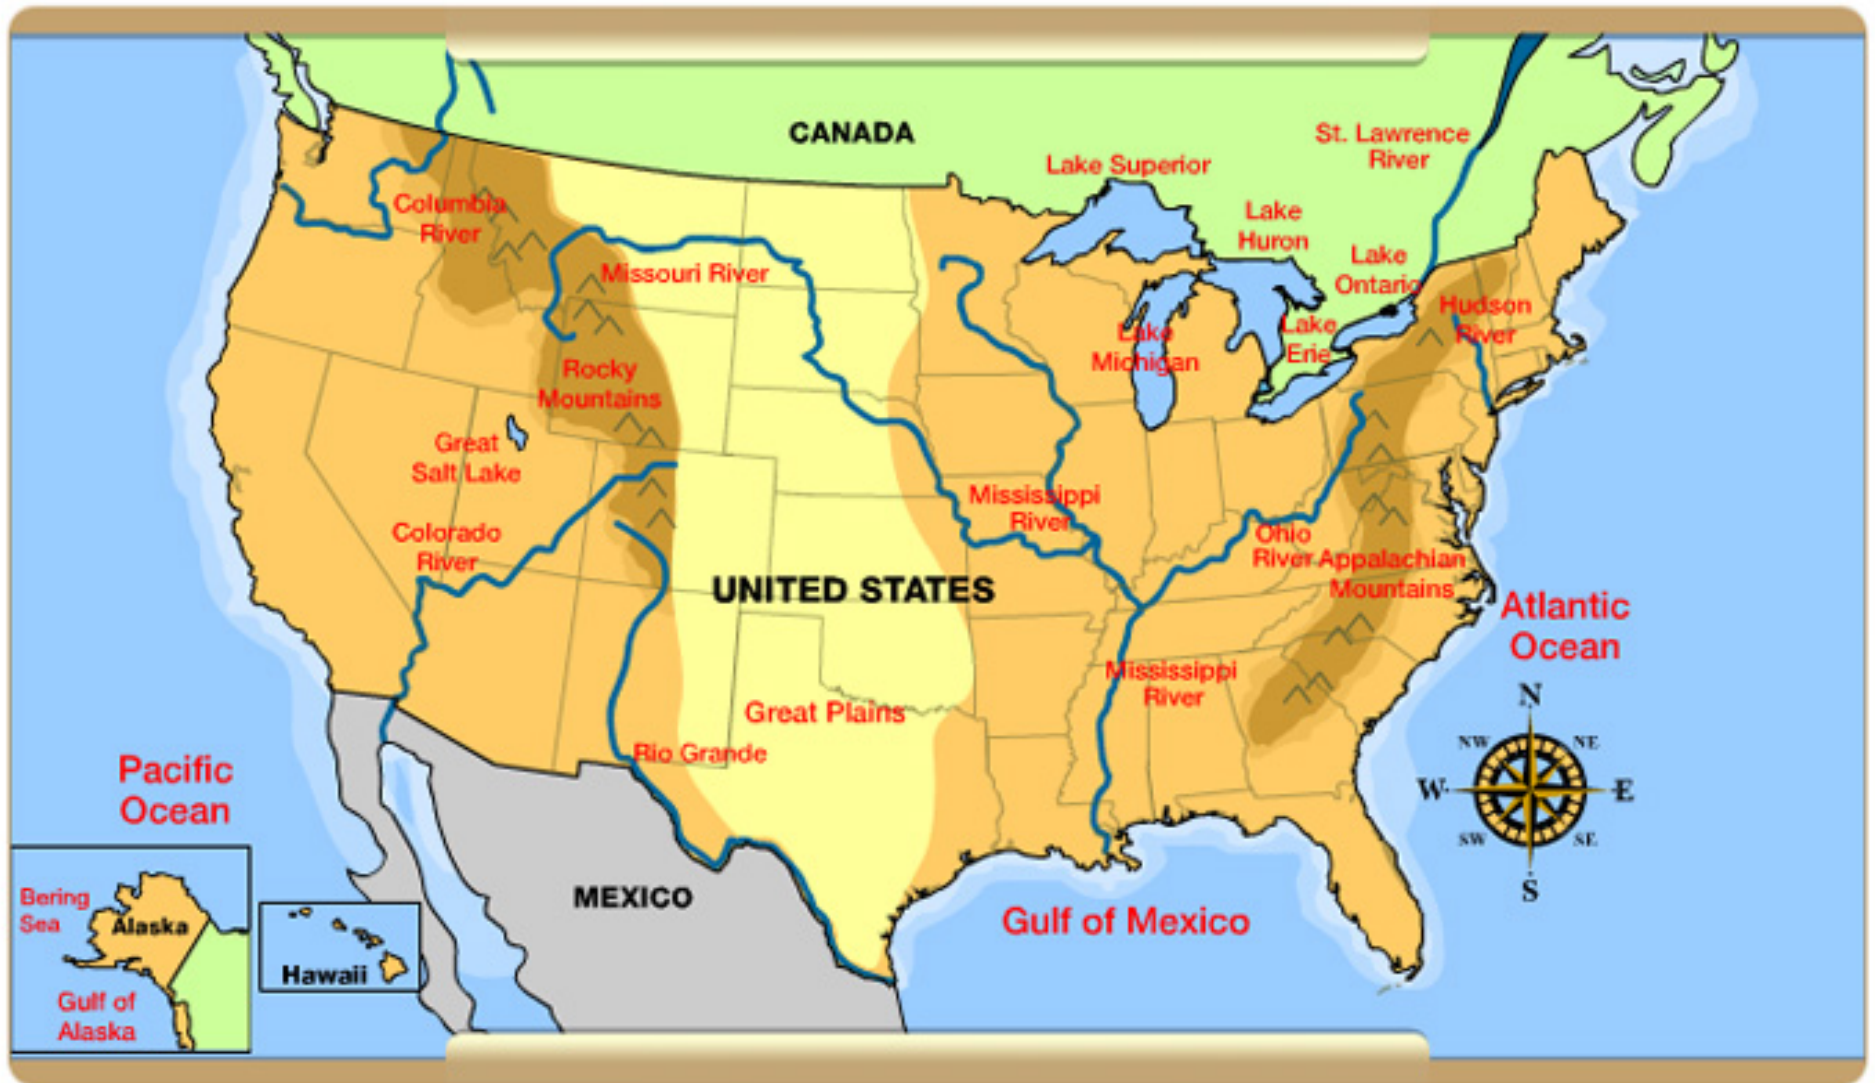 CANADA
St. Lawrence
River
Lake Superior
Lake
Huron
Lake
Ontario
Columbia
River
Missouri River
Hudson
River
Lake
Michigan
Lake
Erie
Rocky
Mountains
Great
Salt Lake
Mississippi
River
Colorado
River
Ohio
River
Appalachian
Mountains
UNITED STATES
Atlantic
Ocean
Mississippi
River
Great Plains
Rio Grande
N
NW
NE
W
E
SW
SE
S
Pacific
Ocean
MEXICO
Gulf of Mexico
Bering
Sea
Alaska
Hawaii
Gulf of
Alaska